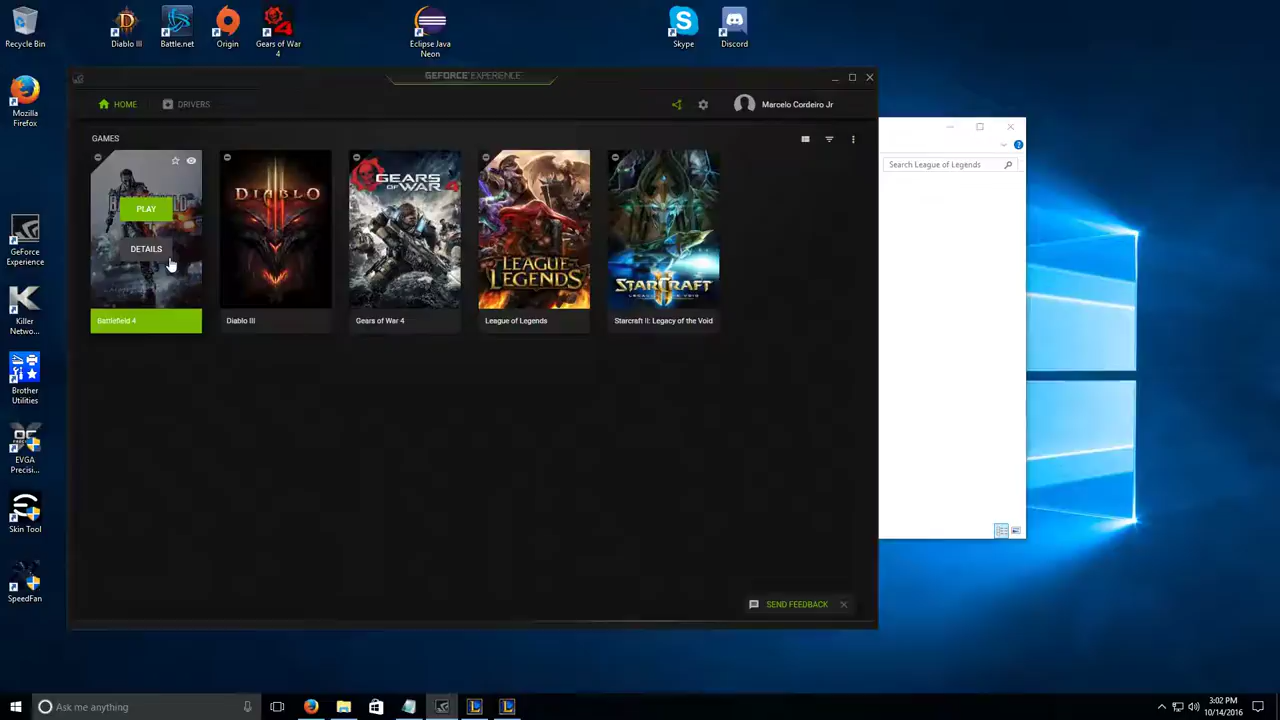 Recycle Bin
Diablo III
Battle.net
Origin
Gears of War
4
Eclipse Java
Neon
Skype
Discord
GEFORCE EXPERIENCE
Mozilla
Firefox
HOME
DRIVERS
Marcelo Cordeiro Jr
GAMES
Search League of Legends
PLAY
DETAILS
DIABLO
GEARS
OF WAR 4
LEAGUE
OF
LEGENDS
STARCRAFT
II
Battlefield 4
Diablo III
Gears of War 4
League of Legends
Starcraft II: Legacy of the Void
GeForce
Experience
Killer
Netwo...
Brother
Utilities
EVGA
Precisi...
Skin Tool
SpeedFan
SEND FEEDBACK
Ask me anything
3:02 PM
10/14/2016